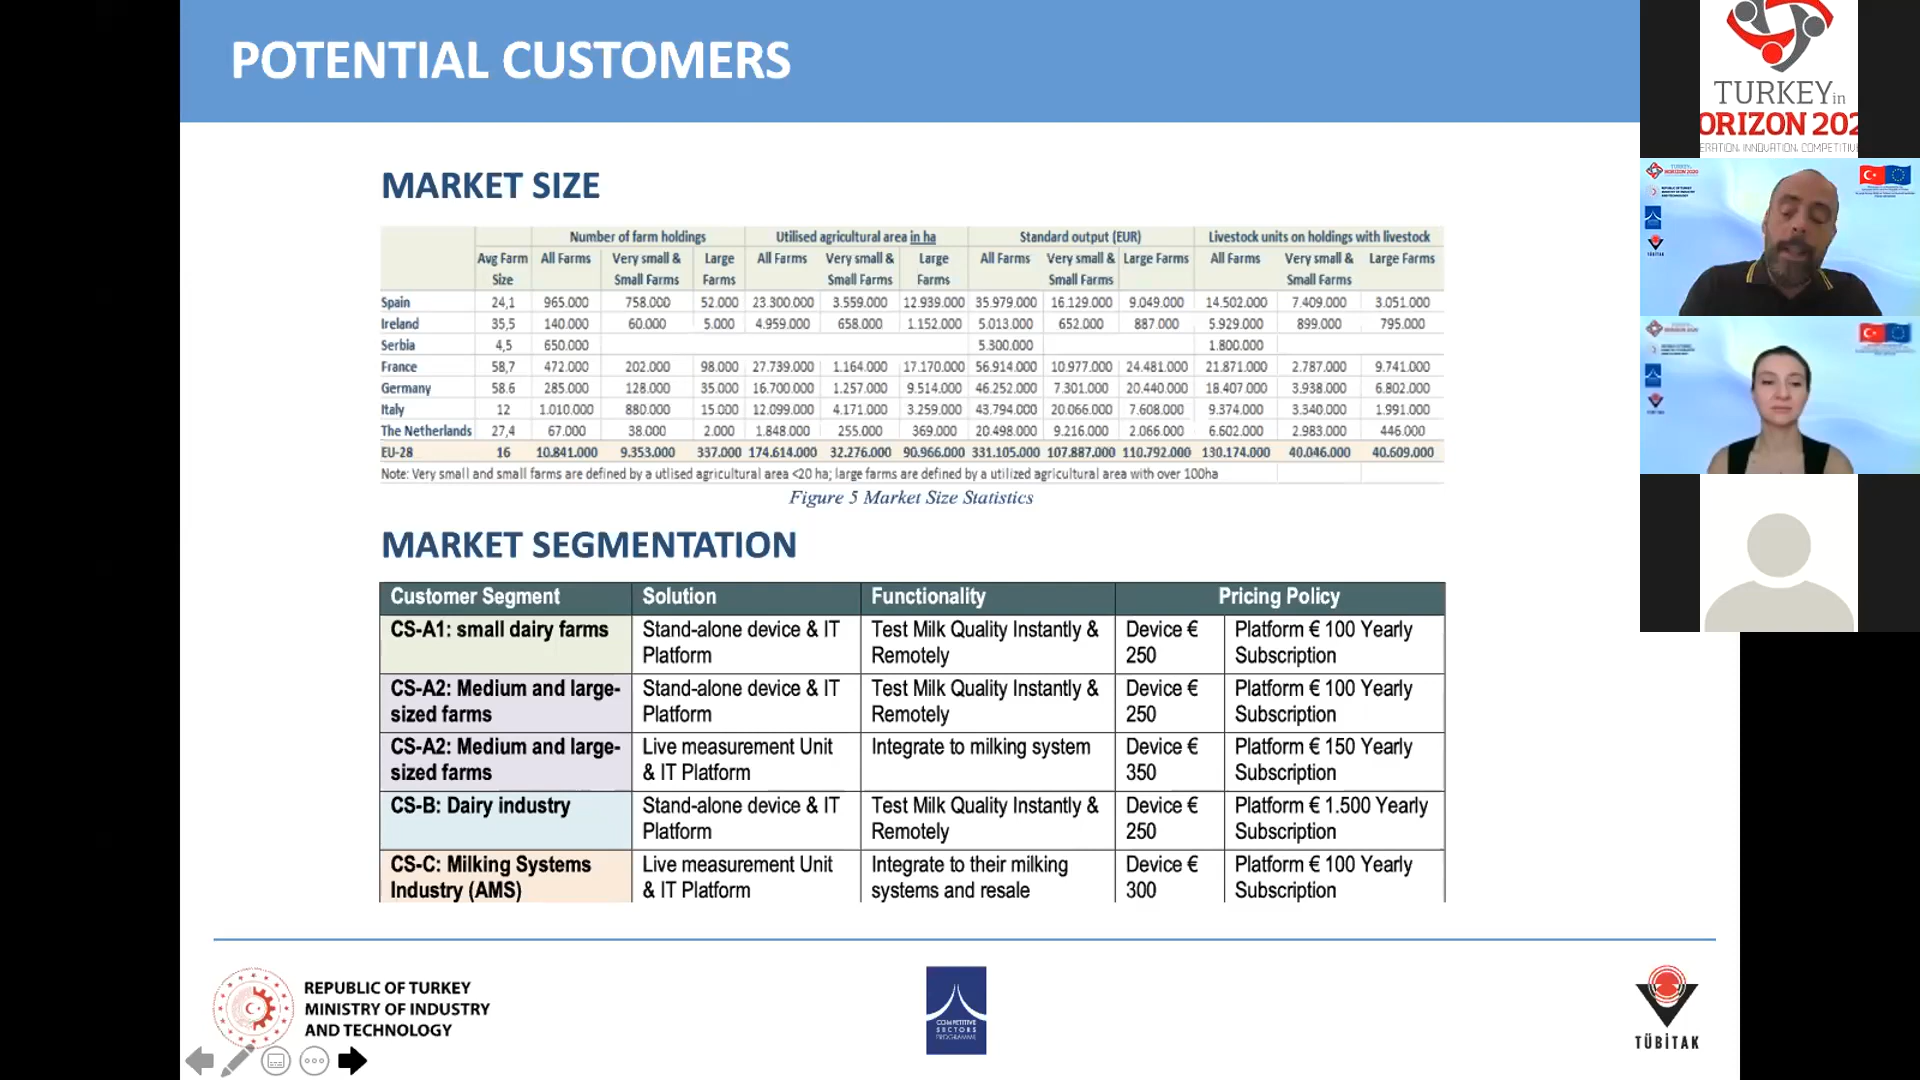 POTENTIAL CUSTOMERS
MARKET SIZE
Number of farm holdings Utilised agricultural area in ha Standard output (EUR) Livestock units on holdings with livestock
Avg Farm Size All Farms Very small & Small Farms Large Farms All Farms Very small & Small Farms Large Farms All Farms Very small & Small Farms Large Farms All Farms Very small & Small Farms Large Farms
Spain 24,1 965.000 758.000 52.000 23.300.000 3.559.000 12.939.000 35.979.000 16.129.000 9.049.000 14.502.000 7.409.000 3.051.000
Ireland 35,5 140.000 60.000 5.000 4.959.000 658.000 1.152.000 5.013.000 652.000 887.000 5.929.000 899.000 795.000
Serbia 4,5 650.000 5.300.000 1.800.000
France 58,7 472.000 202.000 98.000 27.739.000 1.164.000 17.170.000 56.914.000 10.977.000 24.481.000 21.871.000 2.787.000 9.741.000
Germany 58.6 285.000 128.000 35.000 16.700.000 1.257.000 9.514.000 46.252.000 7.301.000 20.440.000 18.407.000 3.938.000 6.802.000
Italy 12 1.010.000 880.000 15.000 12.099.000 4.171.000 3.259.000 43.794.000 20.066.000 7.608.000 9.374.000 3.340.000 1.991.000
The Netherlands 27,4 67.000 38.000 2.000 1.848.000 255.000 369.000 20.498.000 9.216.000 2.066.000 6.602.000 2.983.000 446.000
EU-28 16 10.841.000 9.353.000 337.000 174.614.000 32.276.000 90.966.000 331.105.000 107.887.000 110.792.000 130.174.000 40.046.000 40.609.000
Note: Very small and small farms are defined by a utlised agricultural area <20 ha; large farms are defined by a utilized agricultural area with over 100ha
Figure 5 Market Size Statistics
MARKET SEGMENTATION
Customer Segment Solution Functionality Pricing Policy
CS-A1: small dairy farms Stand-alone device & IT Platform Test Milk Quality Instantly & Remotely Device € 250 Platform € 100 Yearly Subscription
CS-A2: Medium and large-sized farms Stand-alone device & IT Platform Test Milk Quality Instantly & Remotely Device € 250 Platform € 100 Yearly Subscription
CS-A2: Medium and large-sized farms Live measurement Unit & IT Platform Integrate to milking system Device € 350 Platform € 150 Yearly Subscription
CS-B: Dairy industry Stand-alone device & IT Platform Test Milk Quality Instantly & Remotely Device € 250 Platform € 1.500 Yearly Subscription
CS-C: Milking Systems Industry (AMS) Live measurement Unit & IT Platform Integrate to their milking systems and resale Device € 300 Platform € 100 Yearly Subscription
REPUBLIC OF TURKEY
MINISTRY OF INDUSTRY
AND TECHNOLOGY
COMPETITIVE
SECTORS
PROGRAMME
TÜBİTAK
TURKEY in
ORIZON 202
ERATION, INNOVATION, COMPETITIV